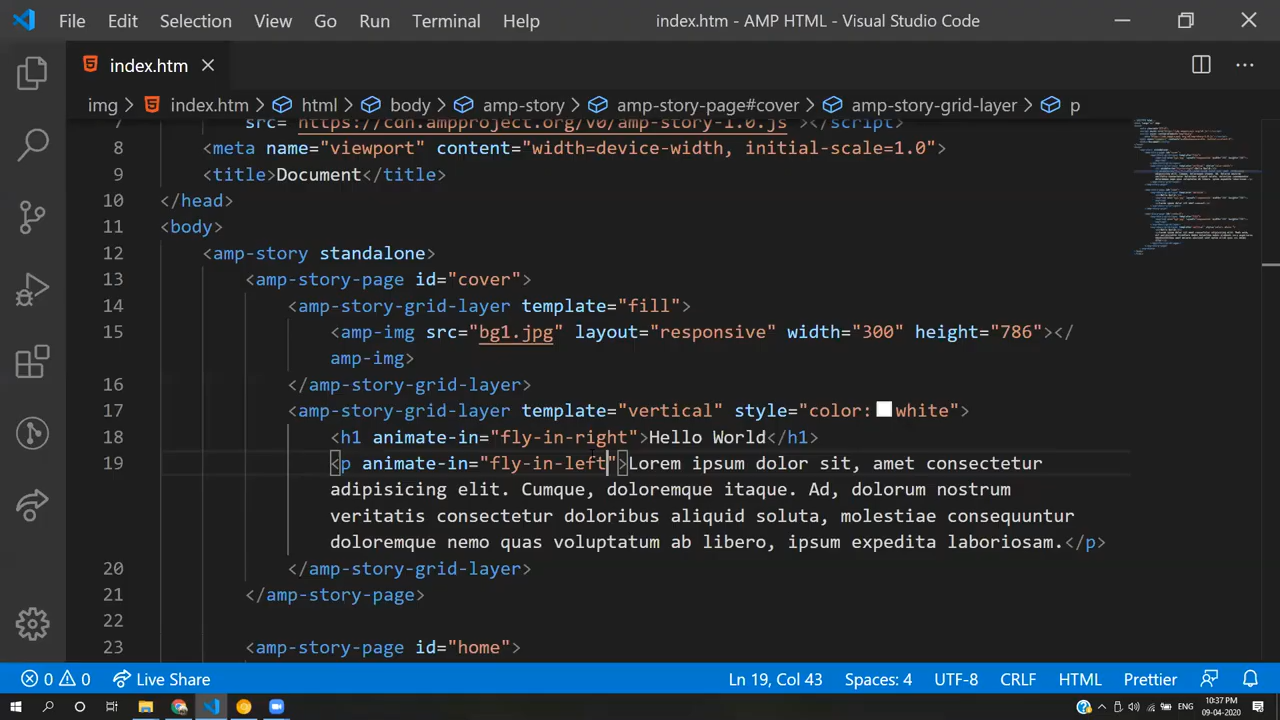 File Edit Selection View Go Run Terminal Help index.htm - AMP HTML - Visual Studio Code
index.htm
img index.htm html body amp-story amp-story-page#cover amp-story-grid-layer p
7 src="https://cdn.ampproject.org/v0/amp-story-1.0.js"></script>
8 <meta name="viewport" content="width=device-width, initial-scale=1.0">
9 <title>Document</title>
10 </head>
11 <body>
12 <amp-story standalone>
13 <amp-story-page id="cover">
14 <amp-story-grid-layer template="fill">
15 <amp-img src="bg1.jpg" layout="responsive" width="300" height="786"></
amp-img>
16 </amp-story-grid-layer>
17 <amp-story-grid-layer template="vertical" style="color:white">
18 <h1 animate-in="fly-in-right">Hello World</h1>
19 <p animate-in="fly-in-left">Lorem ipsum dolor sit, amet consectetur
adipisicing elit. Cumque, doloremque itaque. Ad, dolorum nostrum
veritatis consectetur doloribus aliquid soluta, molestiae consequuntur
doloremque nemo quas voluptatum ab libero, ipsum expedita laboriosam.</p>
20 </amp-story-grid-layer>
21 </amp-story-page>
22
23 <amp-story-page id="home">
0 0 Live Share Ln 19, Col 43 Spaces: 4 UTF-8 CRLF HTML Prettier
ENG 10:37 PM
09-04-2020